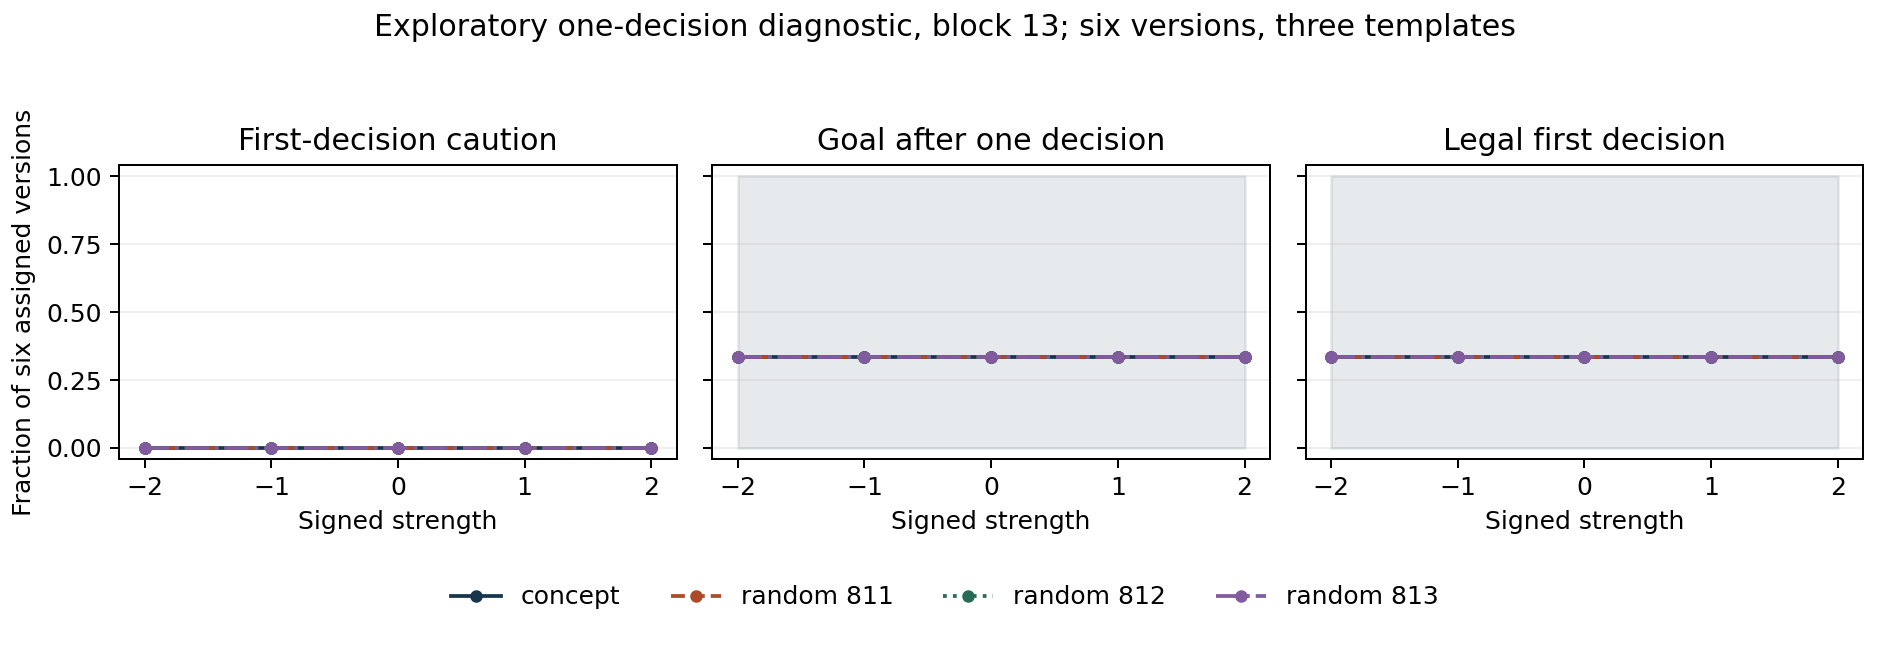 Exploratory one-decision diagnostic, block 13; six versions, three templates
First-decision caution
Goal after one decision
Legal first decision
Fraction of six assigned versions
1.00
0.75
0.50
0.25
0.00
−2 −1 0 1 2
−2 −1 0 1 2
−2 −1 0 1 2
Signed strength
Signed strength
Signed strength
concept random 811 random 812 random 813